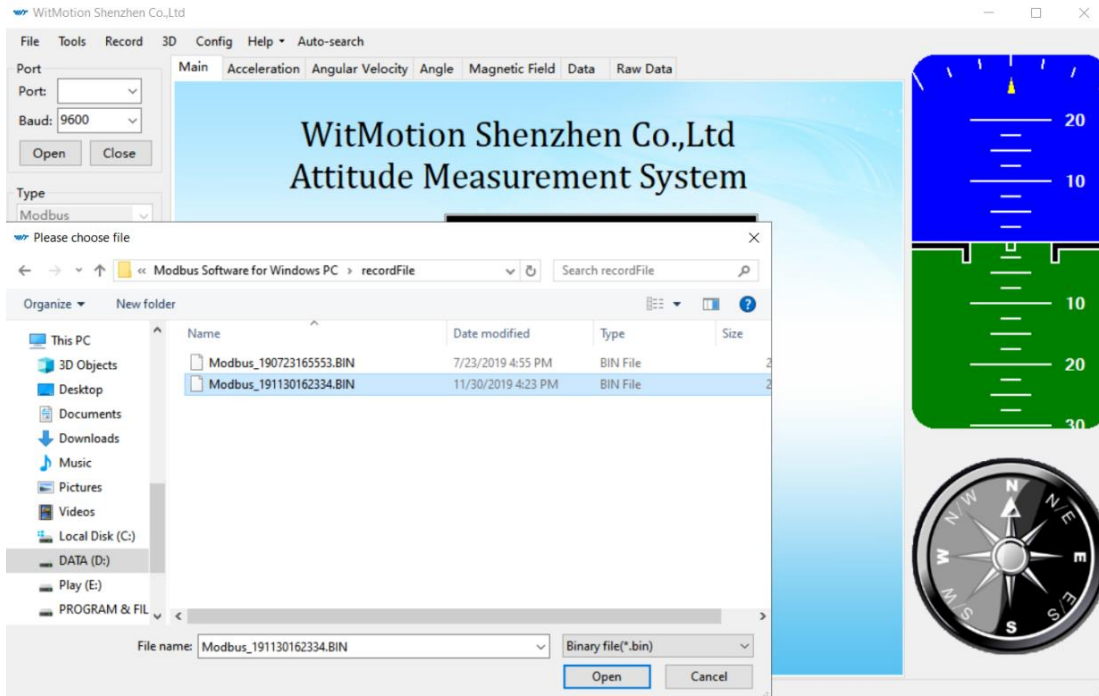 WitMotion Shenzhen Co.,Ltd
File Tools Record 3D Config Help Auto-search
Port
Port:
Baud: 9600
Open Close
Type
Modbus
Main Acceleration Angular Velocity Angle Magnetic Field Data Raw Data
WitMotion Shenzhen Co.,Ltd
Attitude Measurement System
Please choose file
« Modbus Software for Windows PC › recordFile
Search recordFile
Organize New folder
This PC
3D Objects
Desktop
Documents
Downloads
Music
Pictures
Videos
Local Disk (C:)
DATA (D:)
Play (E:)
PROGRAM & FIL
Name Date modified Type Size
Modbus_190723165553.BIN 7/23/2019 4:55 PM BIN File 2
Modbus_191130162334.BIN 11/30/2019 4:23 PM BIN File 2
File name: Modbus_191130162334.BIN Binary file(*.bin)
Open Cancel
20
10
10
20
30
N
N/E
E
E/S
S
S/W
W
N/W